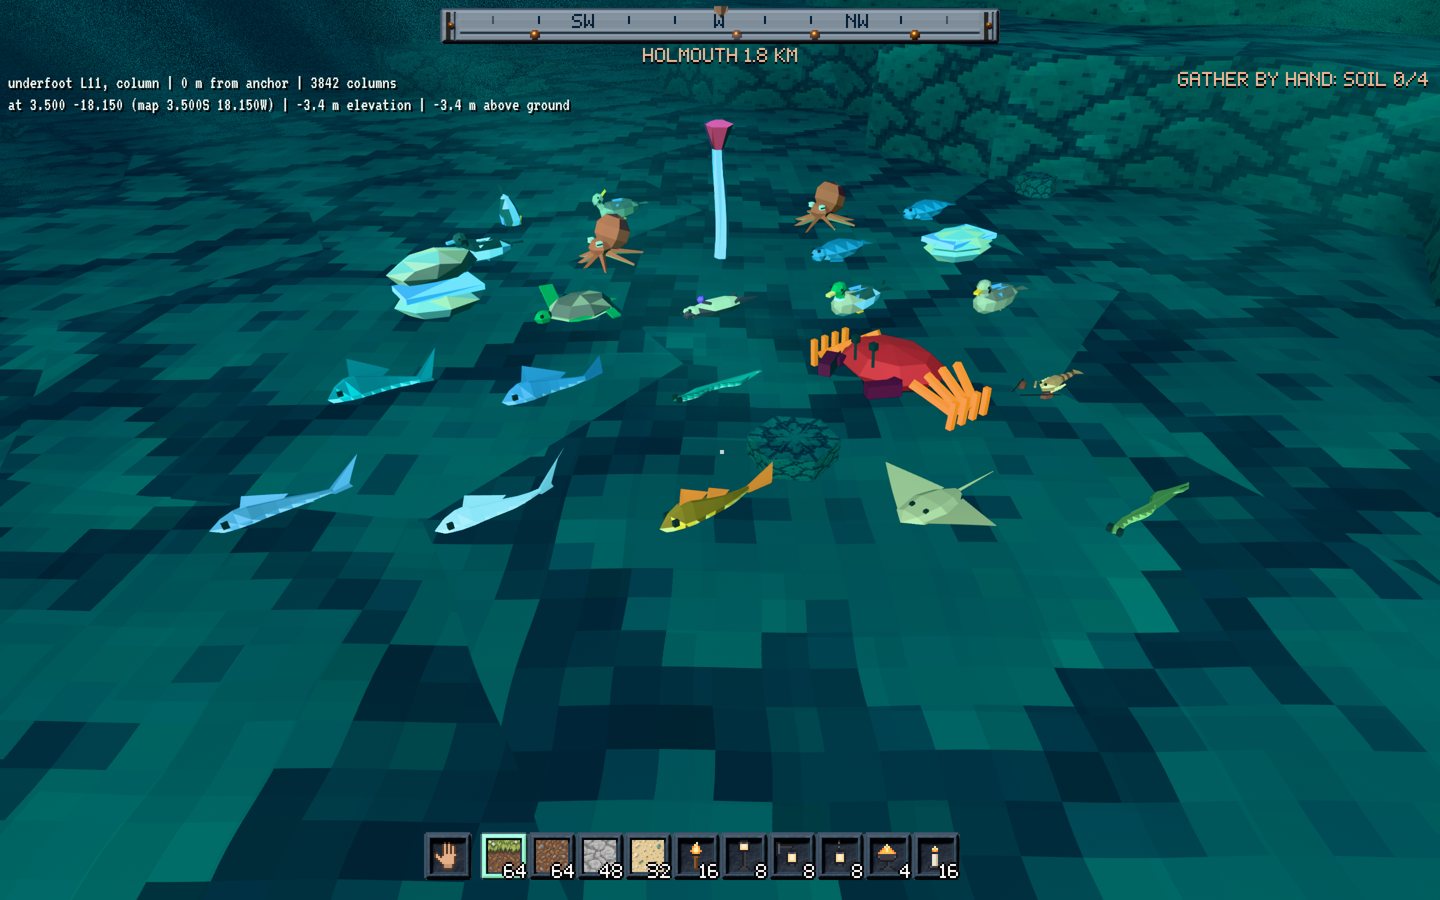 SW W NW
HOLMOUTH 1.8 KM
underfoot L11, column | 0 m from anchor | 3842 columns
GATHER BY HAND: SOIL 0/4
at 3.500 -18.150 (map 3.500S 18.150W) | -3.4 m elevation | -3.4 m above ground
64 64 48 32 16 8 8 8 4 16